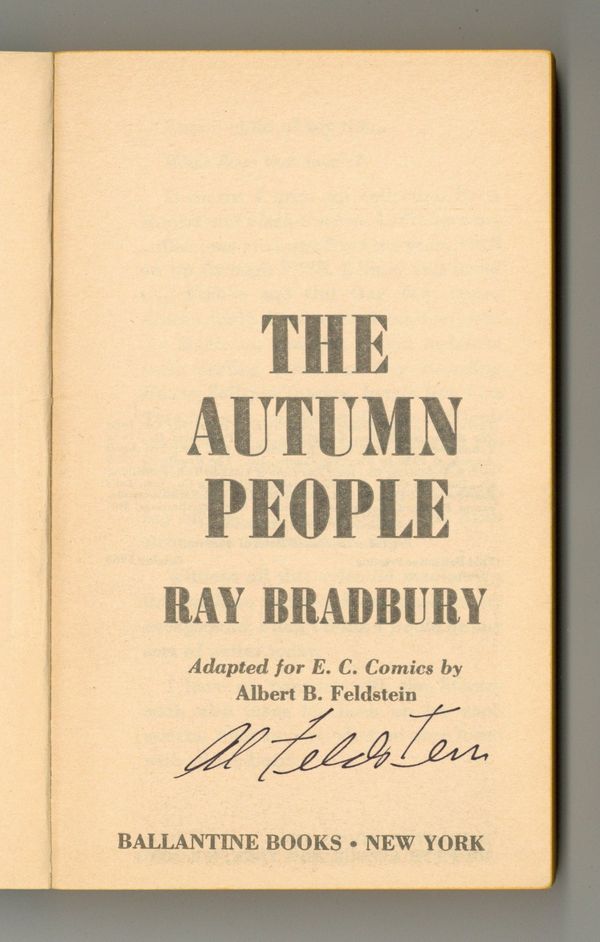 THE
AUTUMN
PEOPLE
RAY BRADBURY
Adapted for E. C. Comics by
Albert B. Feldstein
Al Feldstein
BALLANTINE BOOKS • NEW YORK